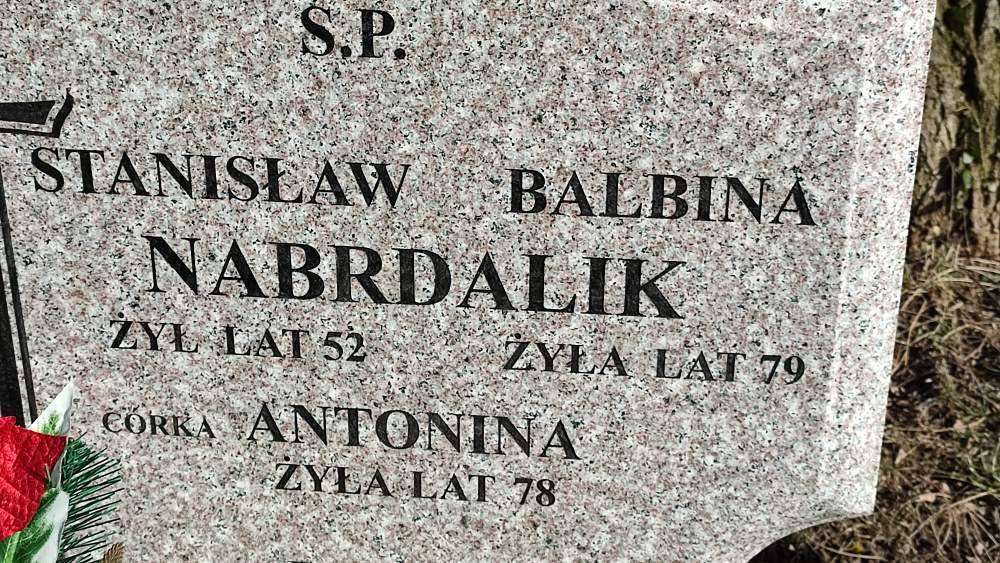 S.P.
STANISŁAW BALBINA
NABRDALIK
ŻYŁ LAT 52 ŻYŁA LAT 79
CÓRKA ANTONINA
ŻYŁA LAT 78